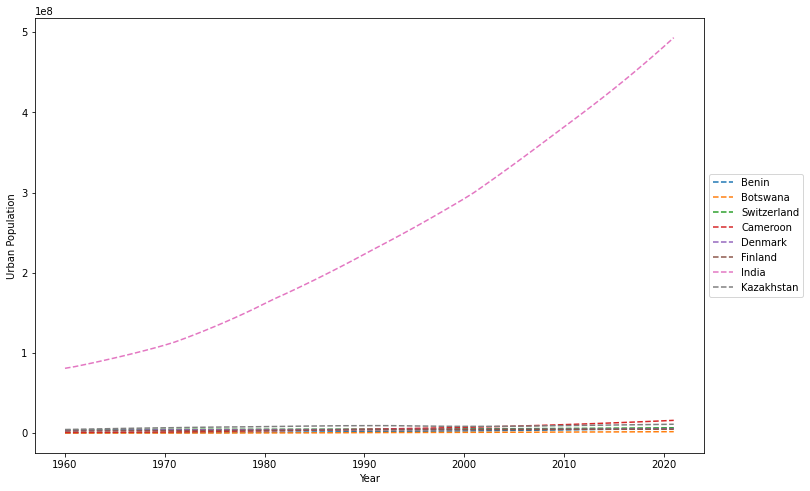 1e8
5
4
3
2
1
0
Urban Population
1960
1970
1980
1990
2000
2010
2020
Year
Benin
Botswana
Switzerland
Cameroon
Denmark
Finland
India
Kazakhstan